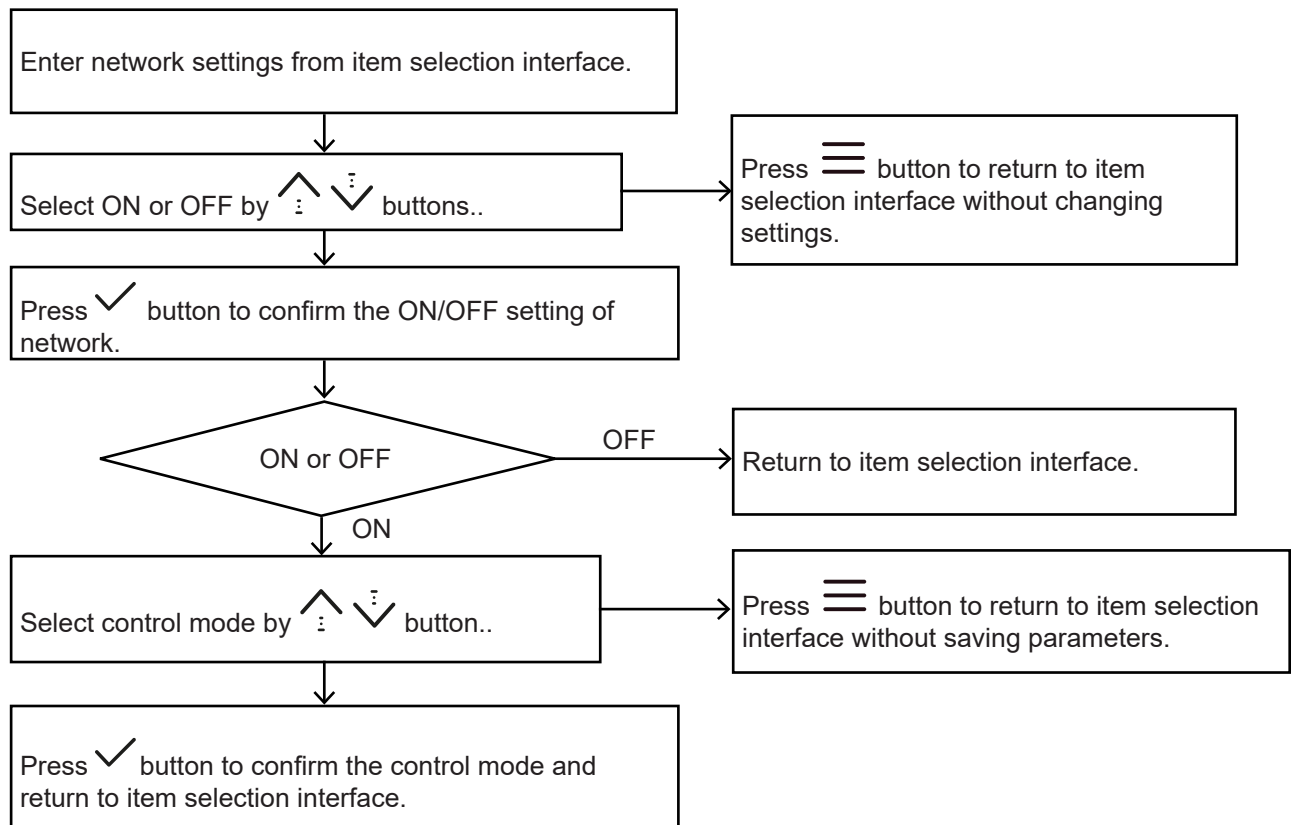 Enter network settings from item selection interface.
Select ON or OFF by buttons..
Press button to return to item
selection interface without changing
settings.
Press button to confirm the ON/OFF setting of
network.
ON or OFF
OFF
Return to item selection interface.
ON
Select control mode by button..
Press button to return to item selection
interface without saving parameters.
Press button to confirm the control mode and
return to item selection interface.